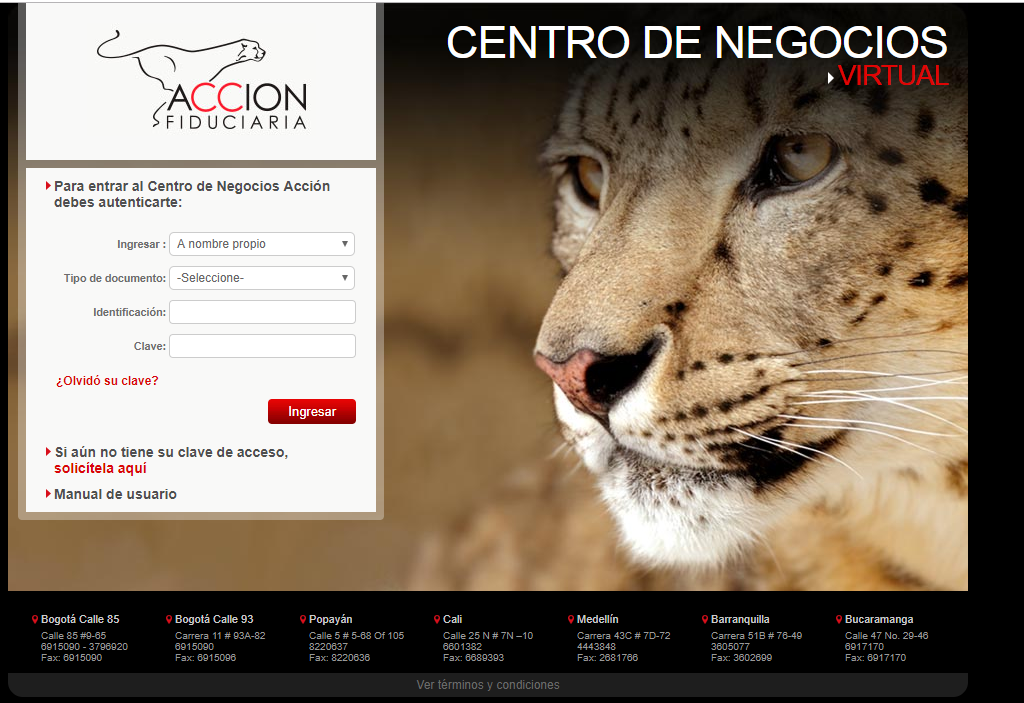 ACCION
FIDUCIARIA
CENTRO DE NEGOCIOS
VIRTUAL
Para entrar al Centro de Negocios Acción
debes autenticarte:
Ingresar : A nombre propio
Tipo de documento: -Seleccione-
Identificación:
Clave:
¿Olvidó su clave?
Ingresar
Si aún no tiene su clave de acceso,
solicítela aquí
Manual de usuario
Bogotá Calle 85
Calle 85 #9-65
6915090 - 3796920
Fax: 6915090
Bogotá Calle 93
Carrera 11 # 93A-82
6915090
Fax: 6915096
Popayán
Calle 5 # 5-68 Of 105
8220637
Fax: 8220636
Cali
Calle 25 N # 7N –10
6601382
Fax: 6689393
Medellín
Carrera 43C # 7D-72
4443848
Fax: 2681766
Barranquilla
Carrera 51B # 76-49
3605077
Fax: 3602699
Bucaramanga
Calle 47 No. 29-46
6917170
Fax: 6917170
Ver términos y condiciones